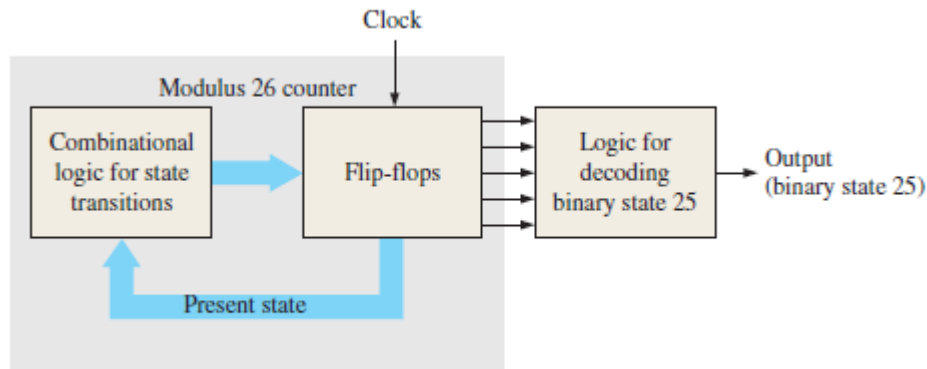 Clock
Modulus 26 counter
Combinational
logic for state
transitions
Flip-flops
Logic for
decoding
binary state 25
Output
(binary state 25)
Present state